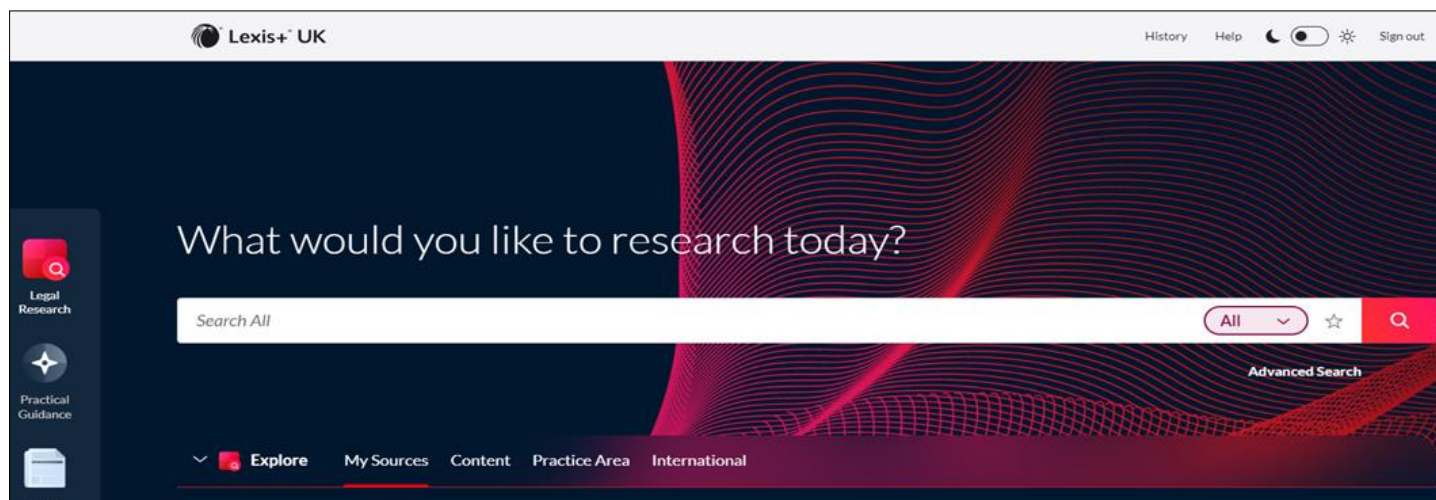 Lexis+ UK
History Help Sign out
What would you like to research today?
Legal
Research
Search All All
Advanced Search
Practical
Guidance
Explore My Sources Content Practice Area International